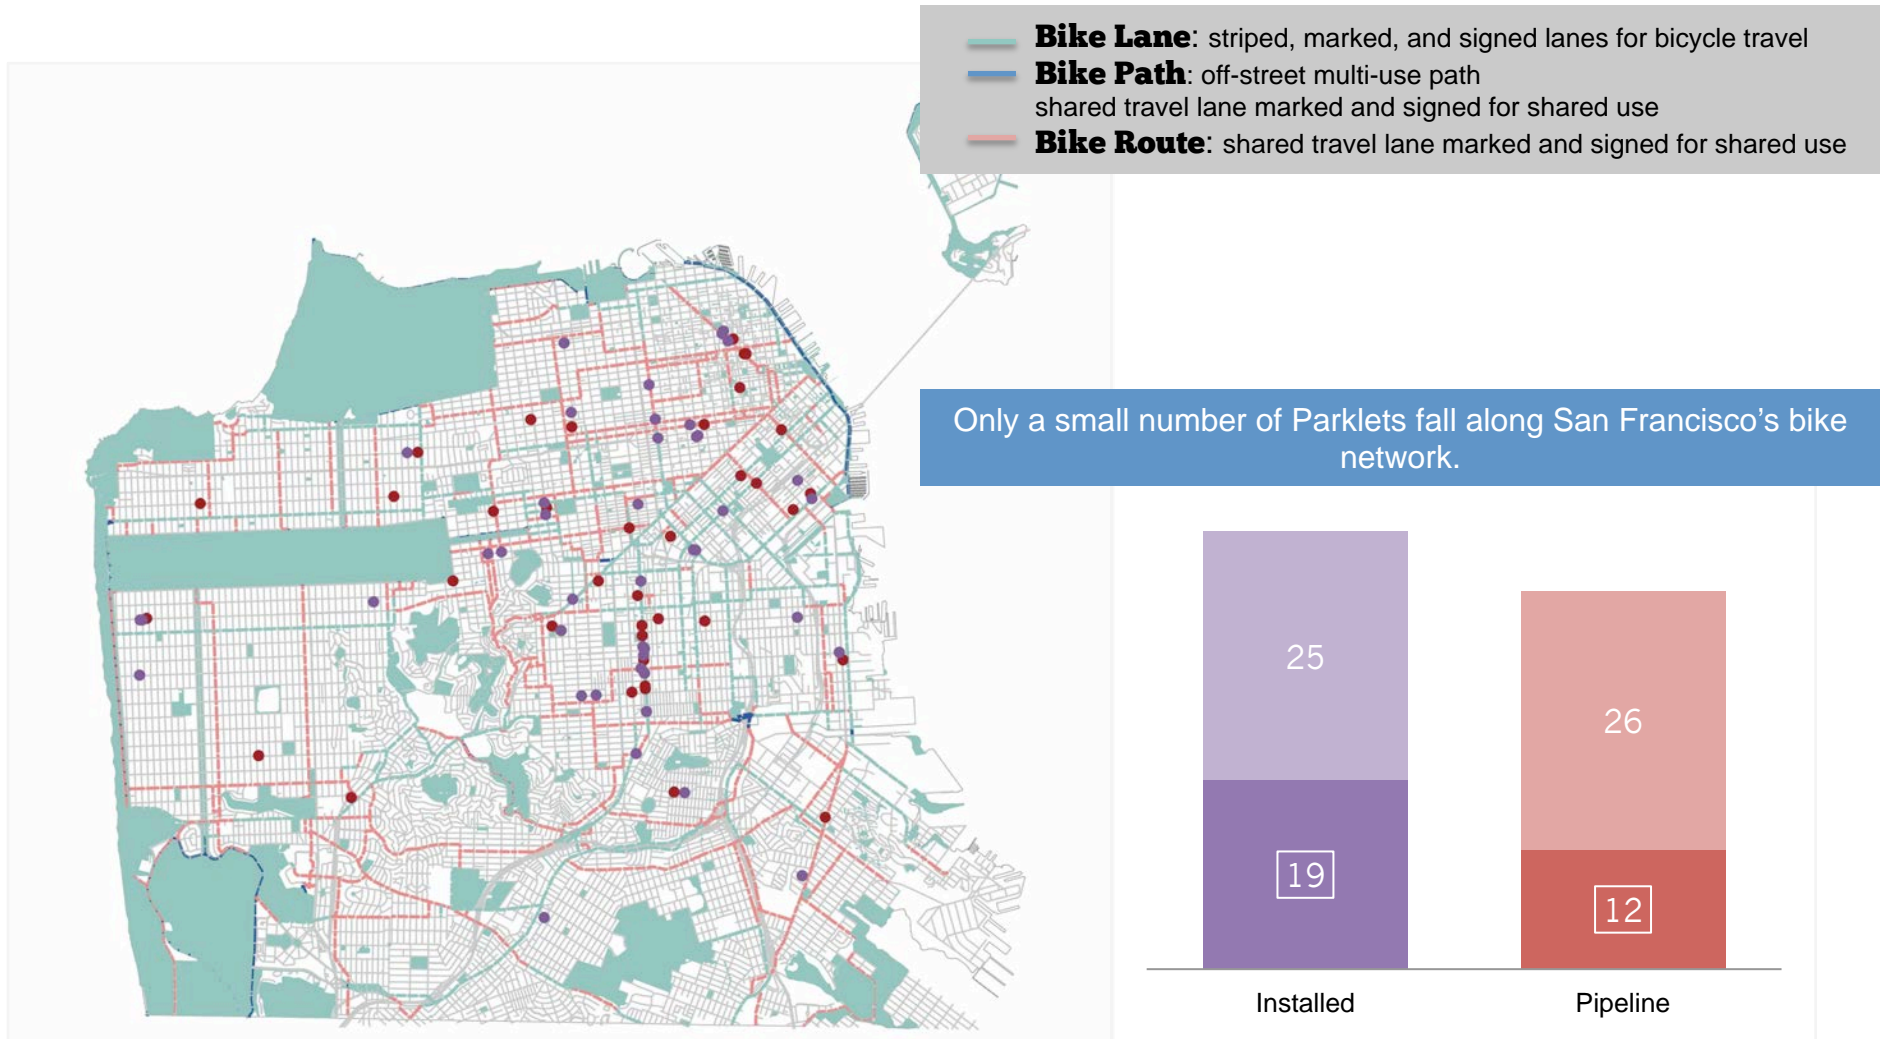 Bike Lane: striped, marked, and signed lanes for bicycle travel
Bike Path: off-street multi-use path
shared travel lane marked and signed for shared use
Bike Route: shared travel lane marked and signed for shared use
Only a small number of Parklets fall along San Francisco’s bike
network.
25
26
19
12
Installed
Pipeline